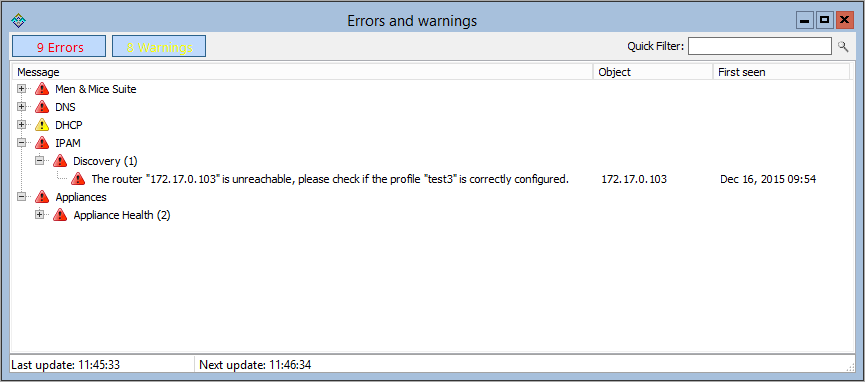 Errors and warnings
9 Errors 8 Warnings Quick Filter:
Message Object First seen
Men & Mice Suite
DNS
DHCP
IPAM
Discovery (1)
The router "172.17.0.103" is unreachable, please check if the profile "test3" is correctly configured. 172.17.0.103 Dec 16, 2015 09:54
Appliances
Appliance Health (2)
Last update: 11:45:33 Next update: 11:46:34